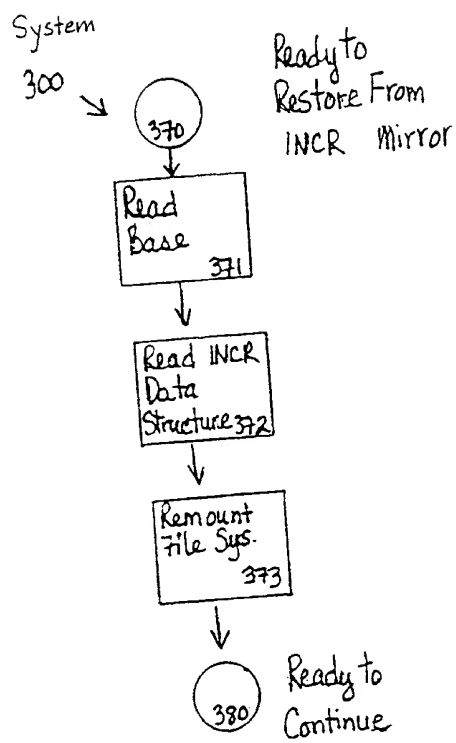 System
300
Ready to
Restore From
INCR Mirror
370
Read
Base
371
Read INCR
Data
Structure 372
Remount
File Sys.
373
380
Ready to
Continue